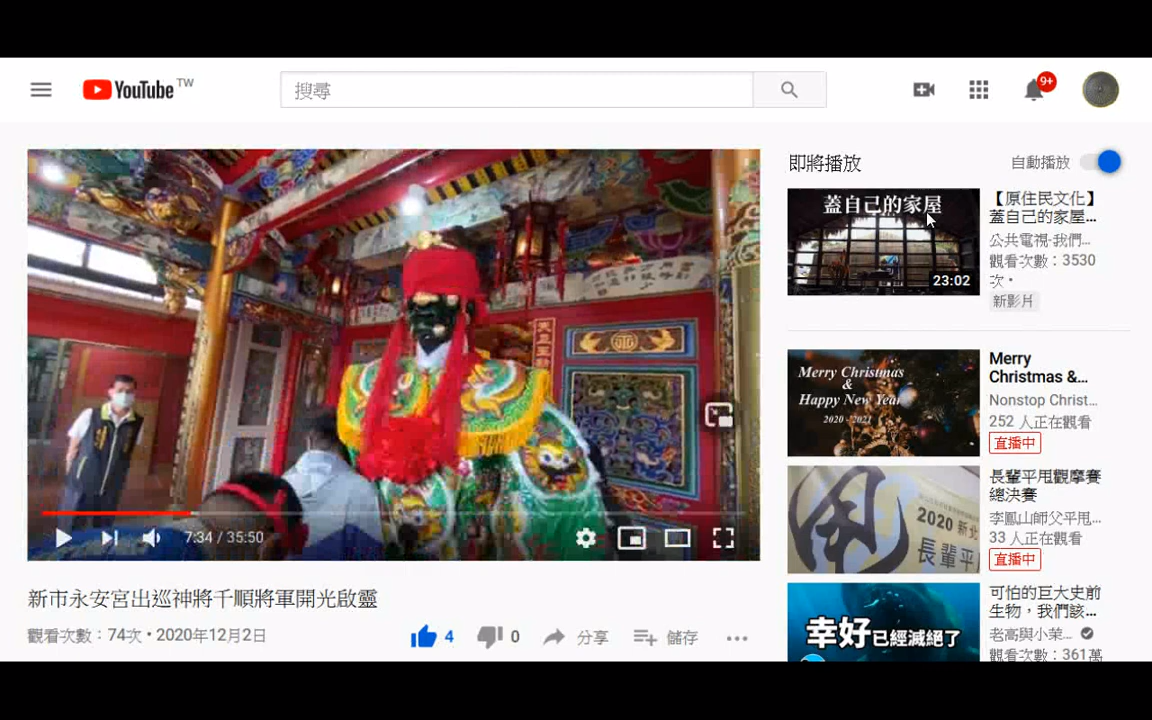 YouTube TW
搜尋
9+
7:34 / 35:50
新市永安宮出巡神將千順將軍開光啟靈
觀看次數：74次 • 2020年12月2日
4
0
分享
儲存
即將播放
自動播放
蓋自己的家屋
23:02
【原住民文化】
蓋自己的家屋...
公共電視-我們...
觀看次數：3530
次 •
新影片
Merry Christmas
&
Happy New Year
2020 - 2021
Merry
Christmas &...
Nonstop Christ...
252 人正在觀看
直播中
甩
2020 新北
長輩平
長輩平甩觀摩賽
總決賽
李鳳山師父平甩...
33 人正在觀看
直播中
幸好已經滅絕了
可怕的巨大史前
生物，我們該...
老高與小茉...
觀看次數：361萬